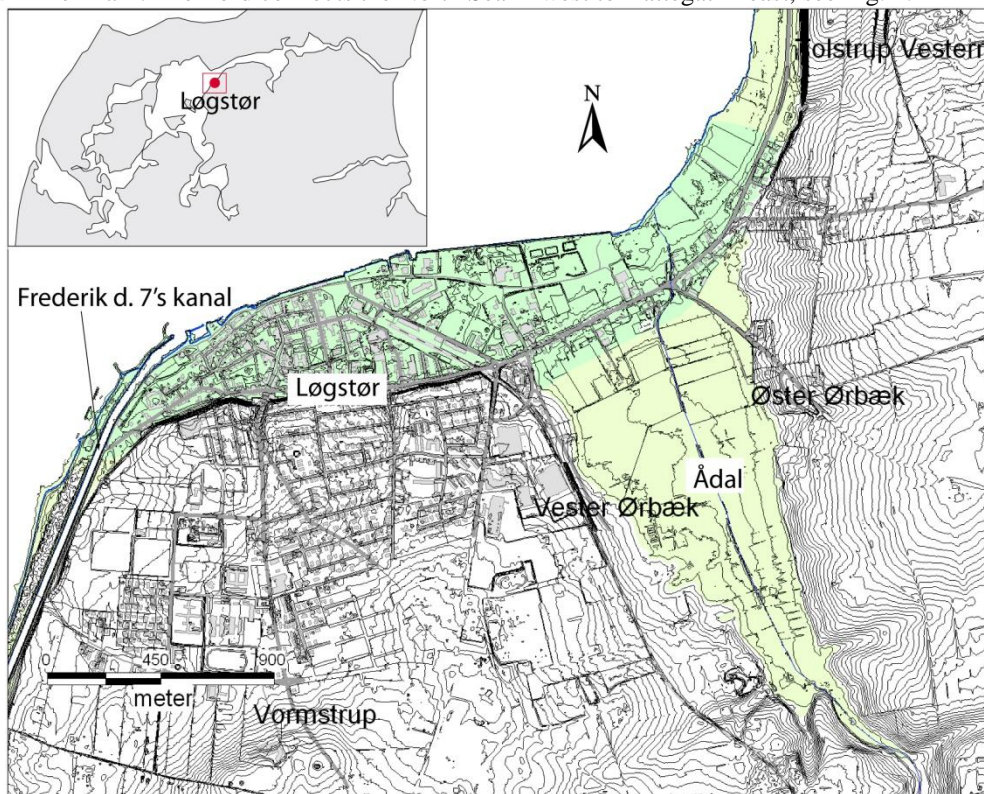 Løgstør
N
Tolstrup Vesterm
Frederik d. 7's kanal
Løgstør
Øster Ørbæk
Ådal
Vester Ørbæk
0 450 900
meter
Vormstrup